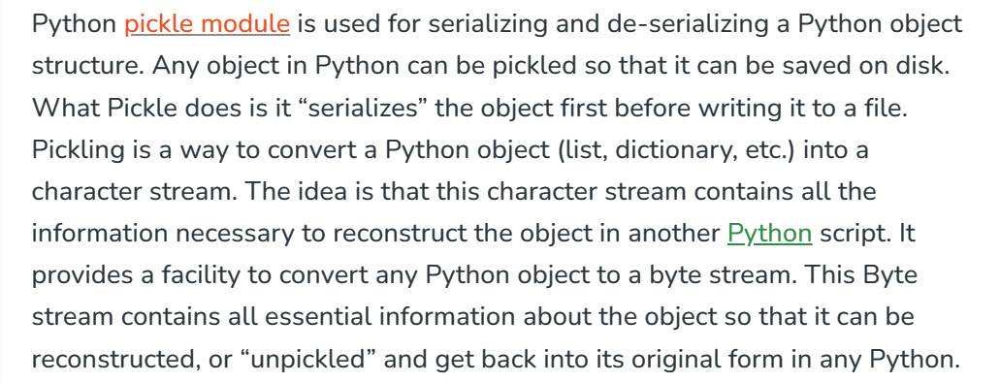 Python pickle module is used for serializing and de-serializing a Python object
structure. Any object in Python can be pickled so that it can be saved on disk.
What Pickle does is it “serializes” the object first before writing it to a file.
Pickling is a way to convert a Python object (list, dictionary, etc.) into a
character stream. The idea is that this character stream contains all the
information necessary to reconstruct the object in another Python script. It
provides a facility to convert any Python object to a byte stream. This Byte
stream contains all essential information about the object so that it can be
reconstructed, or “unpickled” and get back into its original form in any Python.